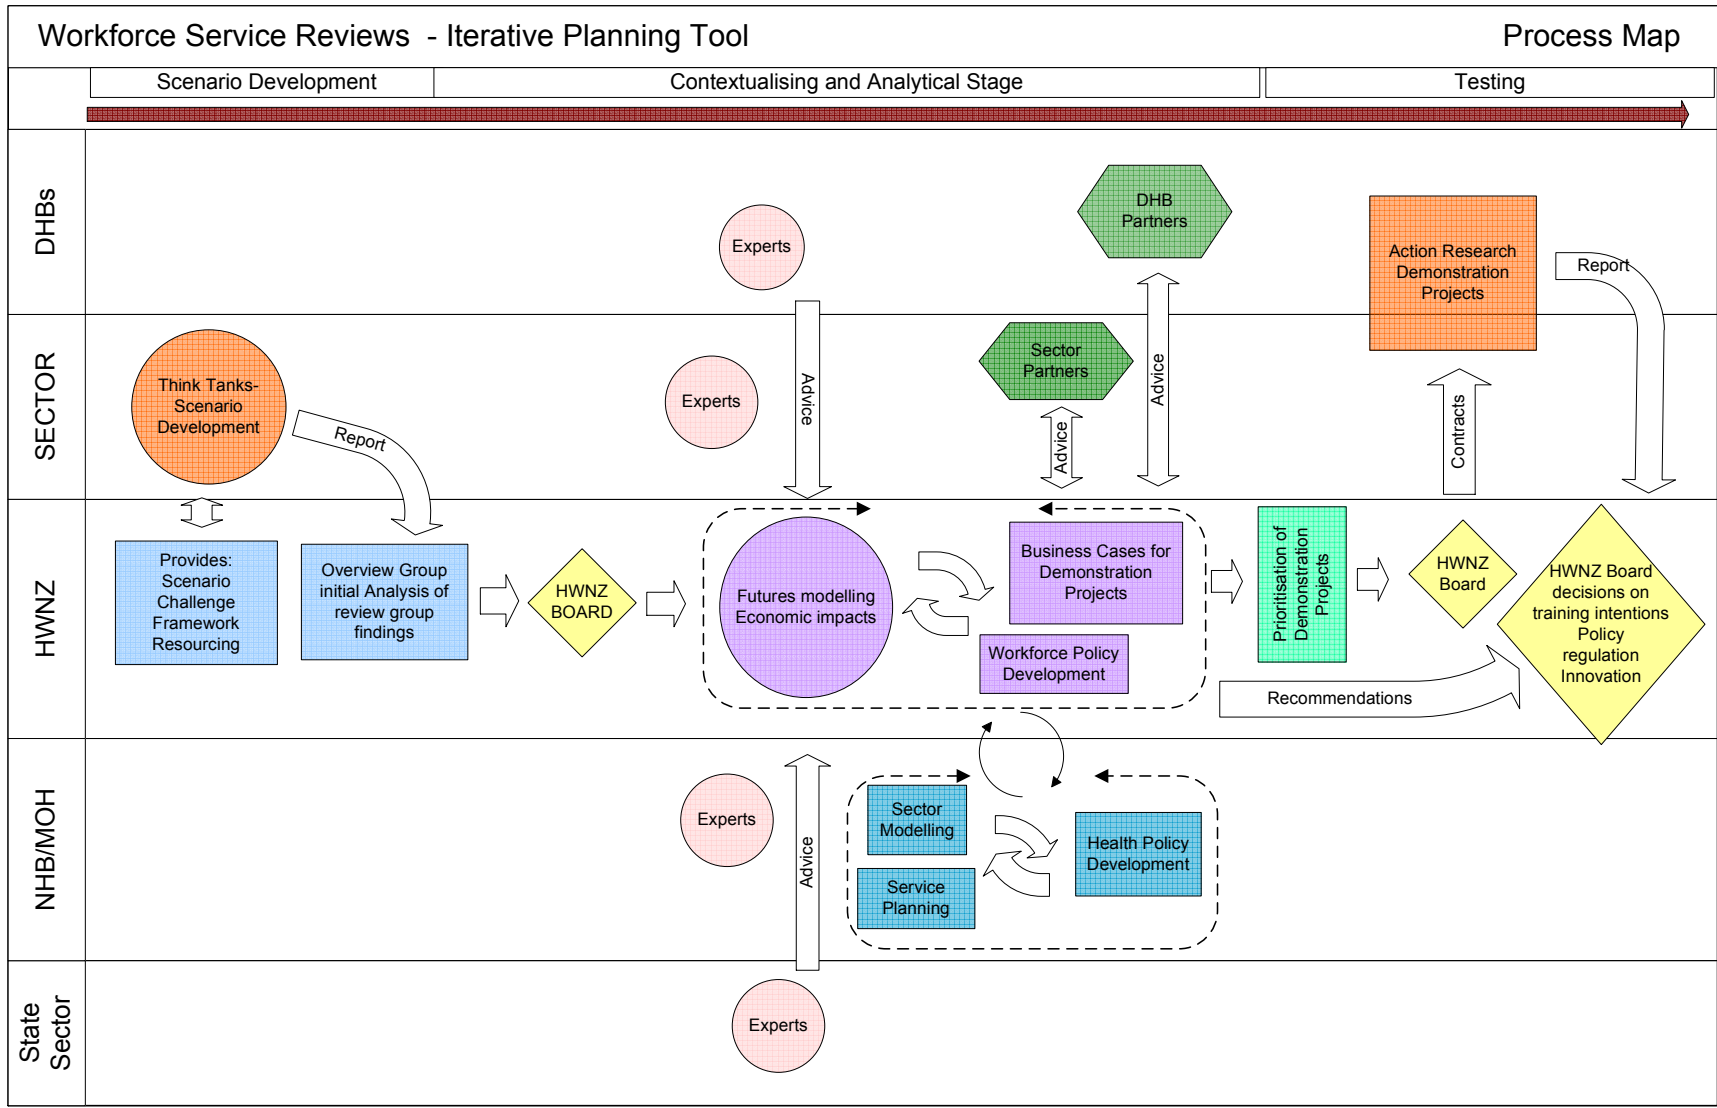 Workforce Service Reviews  - Iterative Planning Tool
Process Map
Scenario Development
Contextualising and Analytical Stage
Testing
DHBs
Experts
DHB
Partners
Action Research
Demonstration
Projects
Report
SECTOR
Think Tanks-
Scenario
Development
Report
Experts
Advice
Sector
Partners
Advice
Advice
Contracts
HWNZ
Provides:
Scenario
Challenge
Framework
Resourcing
Overview Group
initial Analysis of
review group
findings
HWNZ
BOARD
Futures modelling
Economic impacts
Business Cases for
Demonstration
Projects
Workforce Policy
Development
Prioritisation of
Demonstration
Projects
HWNZ
Board
HWNZ Board
decisions on
training intentions
Policy
regulation
Innovation
Recommendations
NHB/MOH
Experts
Advice
Sector
Modelling
Service
Planning
Health Policy
Development
State
Sector
Experts